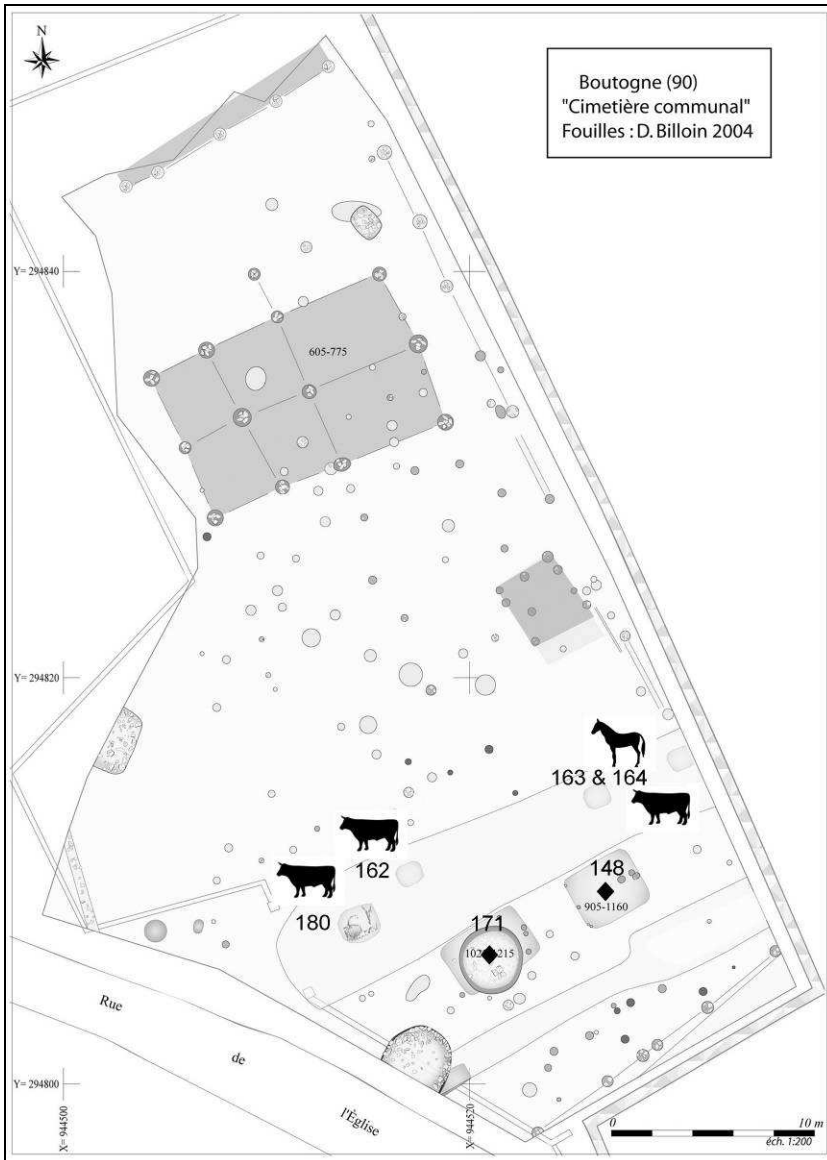 N
Boutogne (90)
"Cimetière communal"
Fouilles : D. Billoin 2004
Y= 294840
605-775
Y= 294820
163 & 164
162
148
905-1160
180
171
Rue
de
l'Église
Y= 294800
X= 944500
X= 944520
0 10 m
éch. 1:200